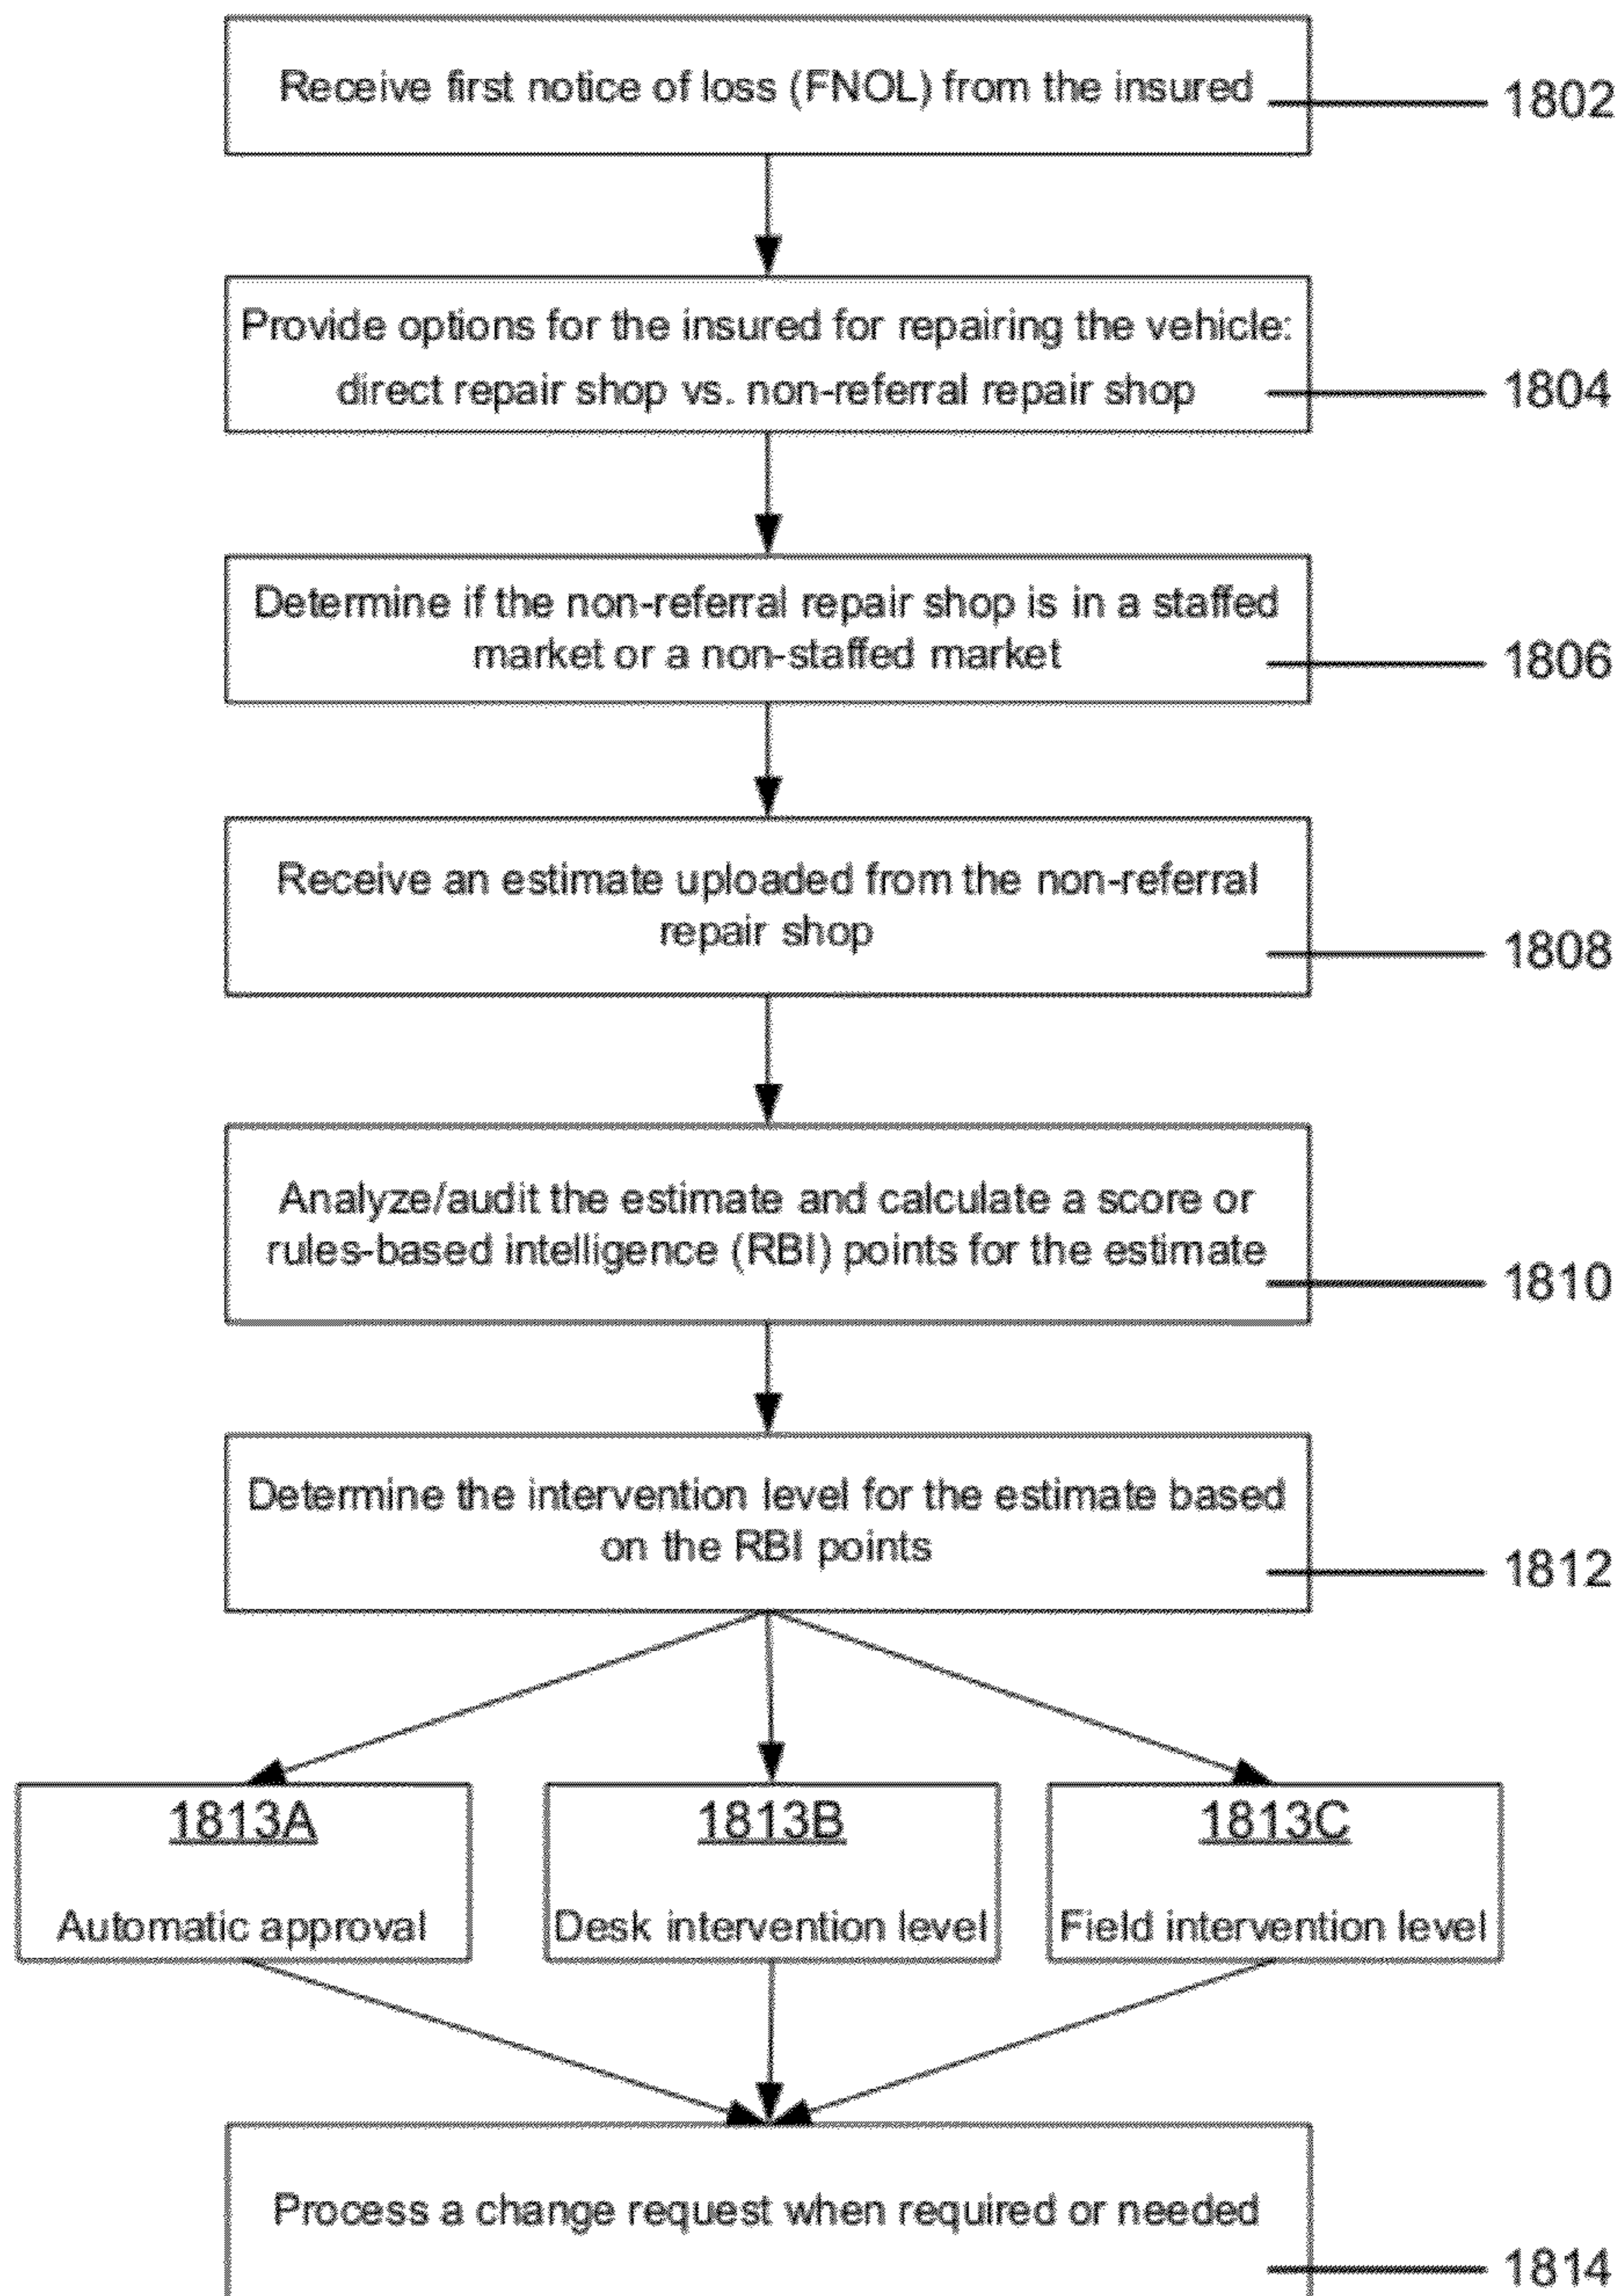 Receive first notice of loss (FNOL) from the insured
1802
Provide options for the insured for repairing the vehicle:
direct repair shop vs. non-referral repair shop
1804
Determine if the non-referral repair shop is in a staffed
market or a non-staffed market
1806
Receive an estimate uploaded from the non-referral
repair shop
1808
Analyze/audit the estimate and calculate a score or
rules-based intelligence (RBI) points for the estimate
1810
Determine the intervention level for the estimate based
on the RBI points
1812
1813A
Automatic approval
1813B
Desk intervention level
1813C
Field intervention level
Process a change request when required or needed
1814